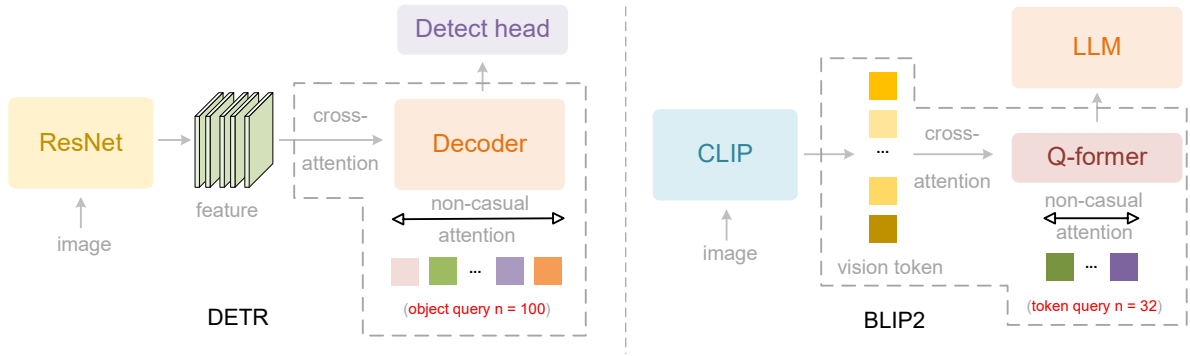 Detect head
ResNet
cross-
attention
Decoder
feature
image
non-casual
attention
...
(object query n = 100)
DETR
LLM
CLIP
...
cross-
attention
Q-former
image
vision token
non-casual
attention
...
(token query n = 32)
BLIP2